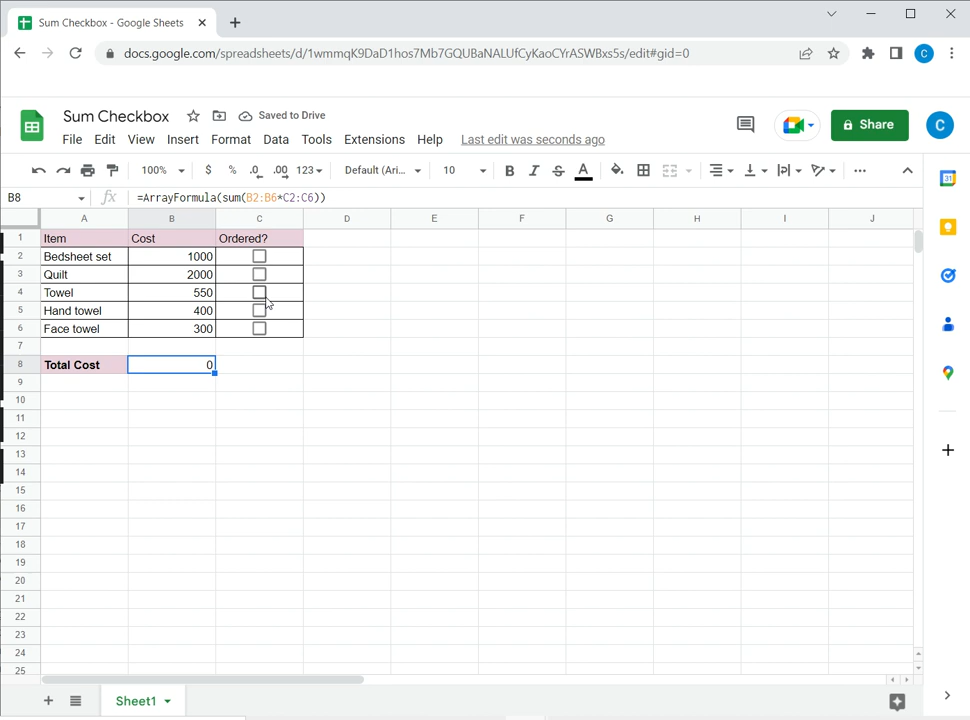 Sum Checkbox - Google Sheets
docs.google.com/spreadsheets/d/1wmmqK9DaD1hos7Mb7GQUBaNALUfCyKaoCYrASWBxs5s/edit#gid=0
C
Sum Checkbox
Saved to Drive
File Edit View Insert Format Data Tools Extensions Help Last edit was seconds ago
Share
C
100% $ % .0 .00 123 Default (Ari... 10 B I S A
31
B8 fx =ArrayFormula(sum(B2:B6*C2:C6))
A B C D E F G H I J
1 Item Cost Ordered?
2 Bedsheet set 1000
3 Quilt 2000
4 Towel 550
5 Hand towel 400
6 Face towel 300
7
8 Total Cost 0
9
10
11
12
13
14
15
16
17
18
19
20
21
22
23
24
25
Sheet1